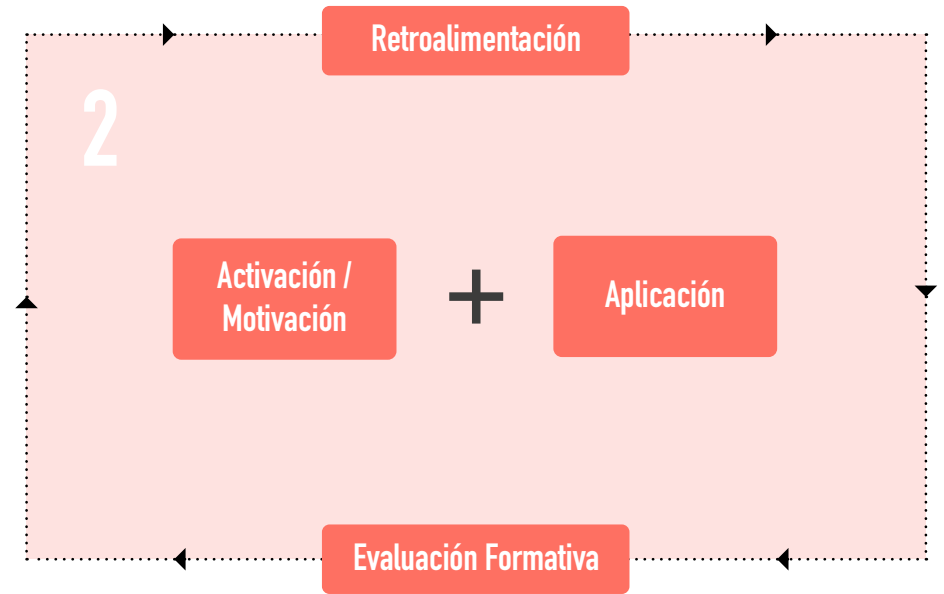 Retroalimentación
2
Activación /
Motivación
+
Aplicación
Evaluación Formativa